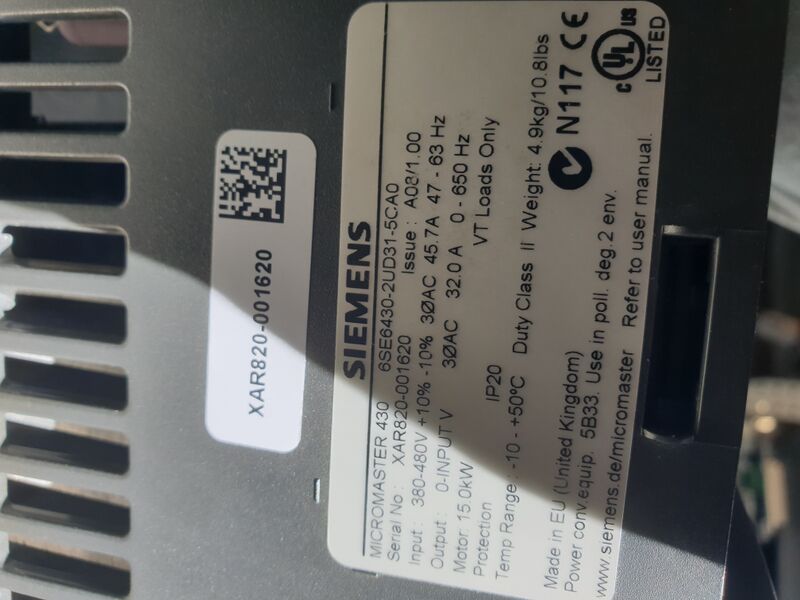 XAR820-001620
SIEMENS
MICROMASTER 430 6SE6430-2UD31-5CA0
Serial No : XAR820-001620 Issue : A08/1.00
Input : 380-480V +10% -10% 3ØAC 45.7A 47 - 63 Hz
Output : 0-INPUT V 3ØAC 32.0 A 0 - 650 Hz
Motor: 15.0kW VT Loads Only
Protection IP20
Temp Range : -10 - +50ºC Duty Class II Weight: 4.9kg/10.8lbs
Made in EU (United Kingdom)
Power conv.equip. 5B33. Use in poll. deg.2 env.
www.siemens.de/micromaster Refer to user manual.
N117 CE
C UL US
LISTED